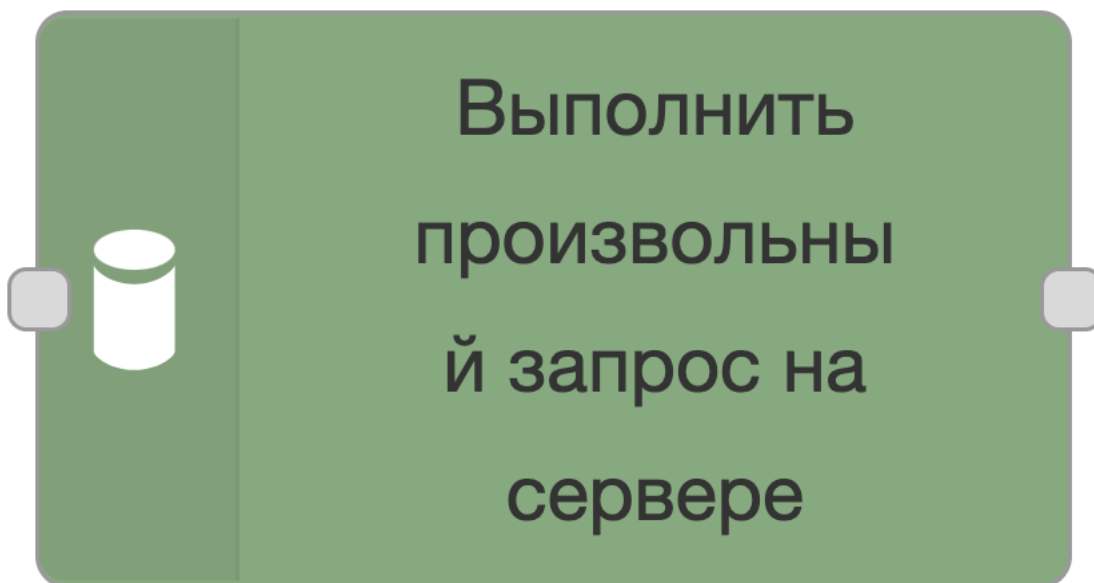 Выполнить
произвольны
й запрос на
сервере